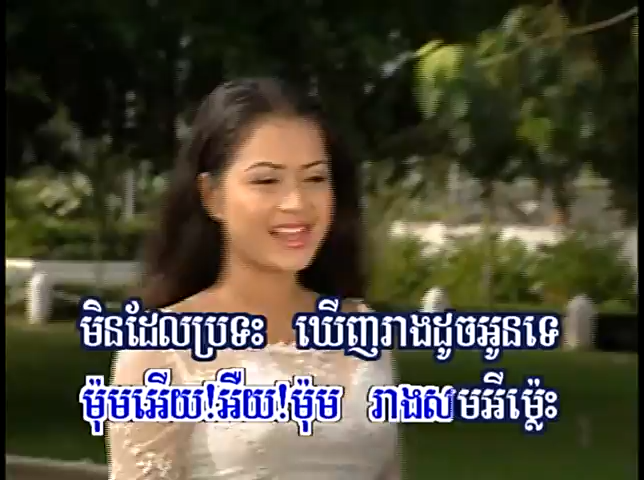 មិនដែលប្រទះ ឃើញរាងដូចអូនទេ
ម៉ុមអើយ!អឺយ!ម៉ុម រាងសមអីម្ល៉េះ